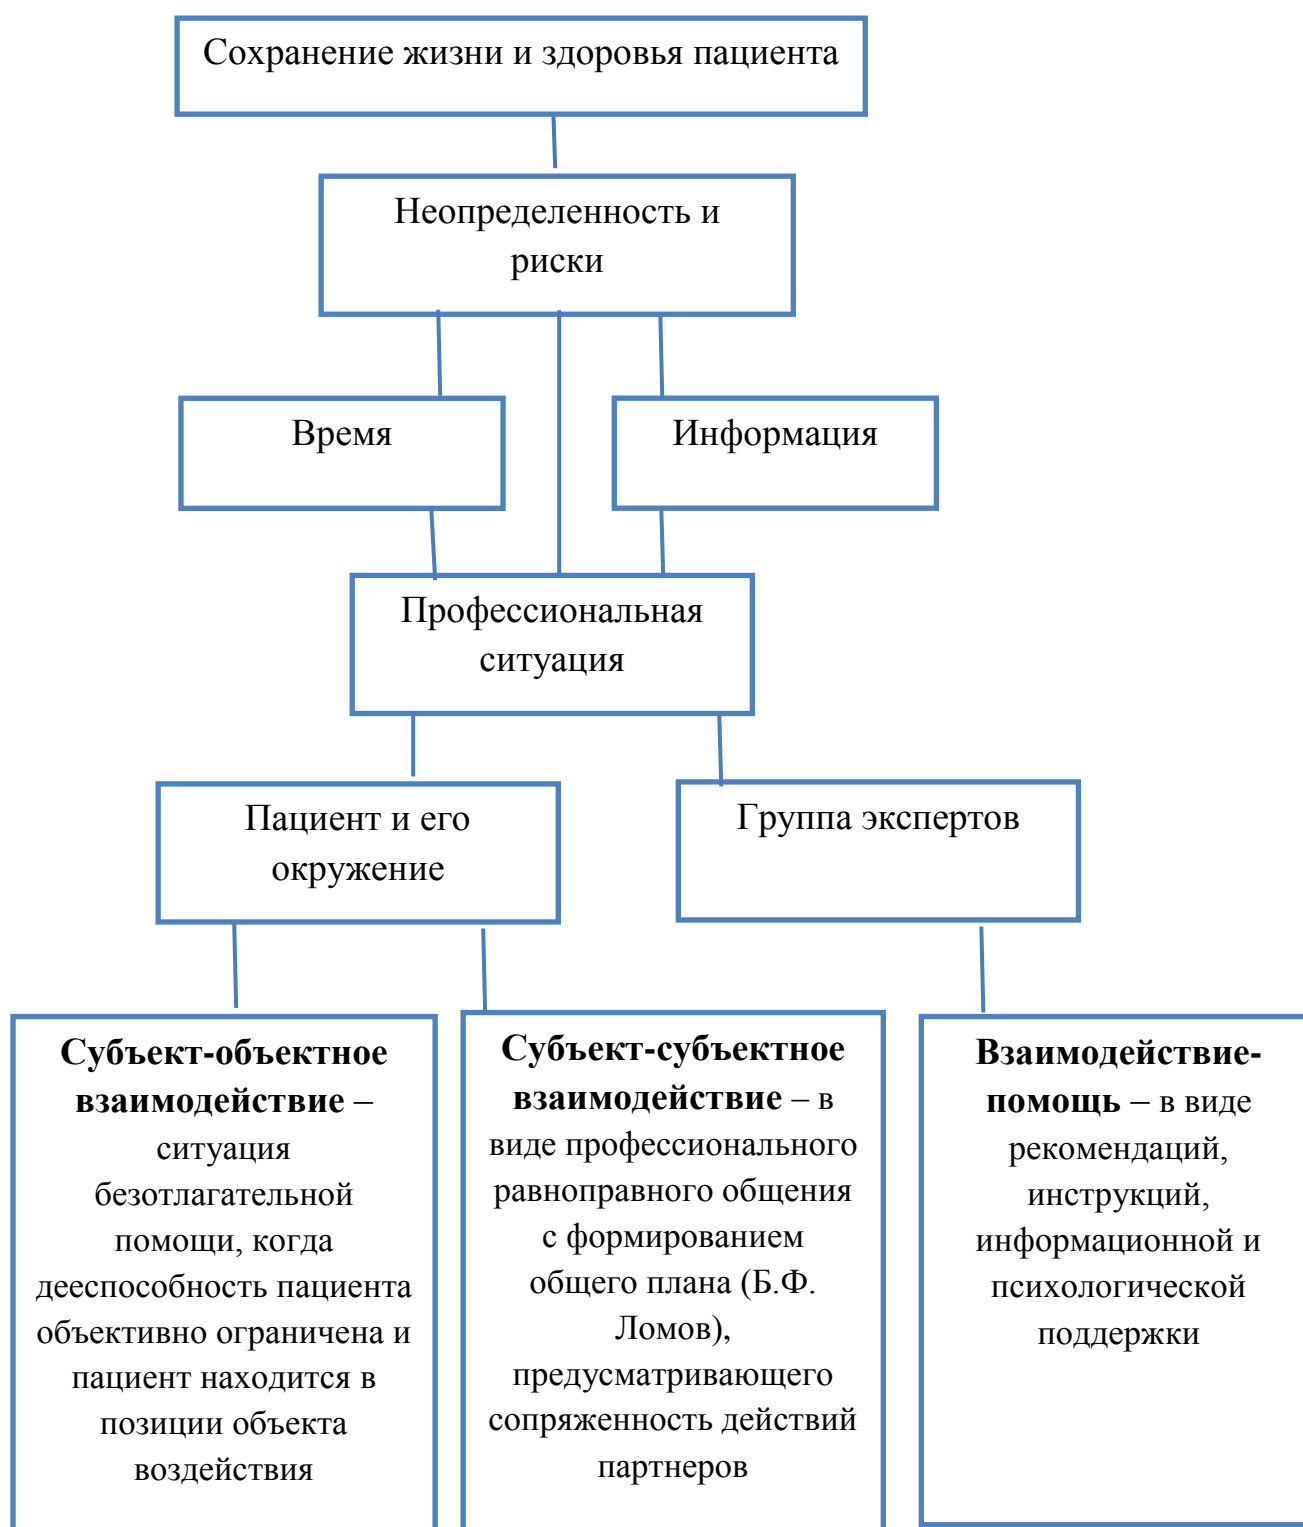 Сохранение жизни и здоровья пациента
Неопределенность и
риски
Время
Информация
Профессиональная
ситуация
Пациент и его
окружение
Группа экспертов
Субъект-объектное
взаимодействие –
ситуация
безотлагательной
помощи, когда
дееспособность пациента
объективно ограничена и
пациент находится в
позиции объекта
воздействия
Субъект-субъектное
взаимодействие – в
виде профессионального
равноправного общения
с формированием
общего плана (Б.Ф.
Ломов),
предусматривающего
сопряженность действий
партнеров
Взаимодействие-
помощь – в виде
рекомендаций,
инструкций,
информационной и
психологической
поддержки